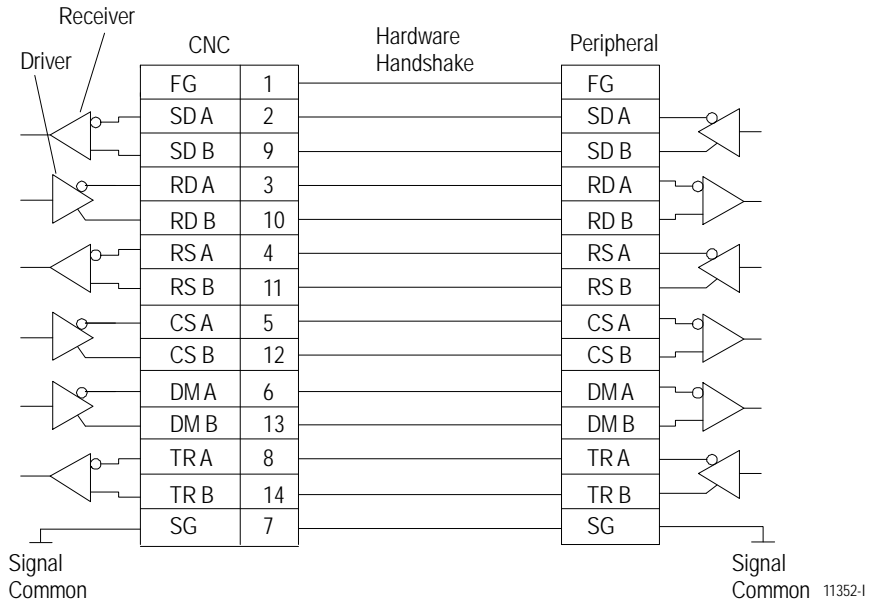 Receiver
Driver
CNC
Hardware
Handshake
Peripheral
FG 1 FG
SD A 2 SD A
SD B 9 SD B
RD A 3 RD A
RD B 10 RD B
RS A 4 RS A
RS B 11 RS B
CS A 5 CS A
CS B 12 CS B
DM A 6 DM A
DM B 13 DM B
TR A 8 TR A
TR B 14 TR B
SG 7 SG
Signal
Common
Signal
Common
11352-I